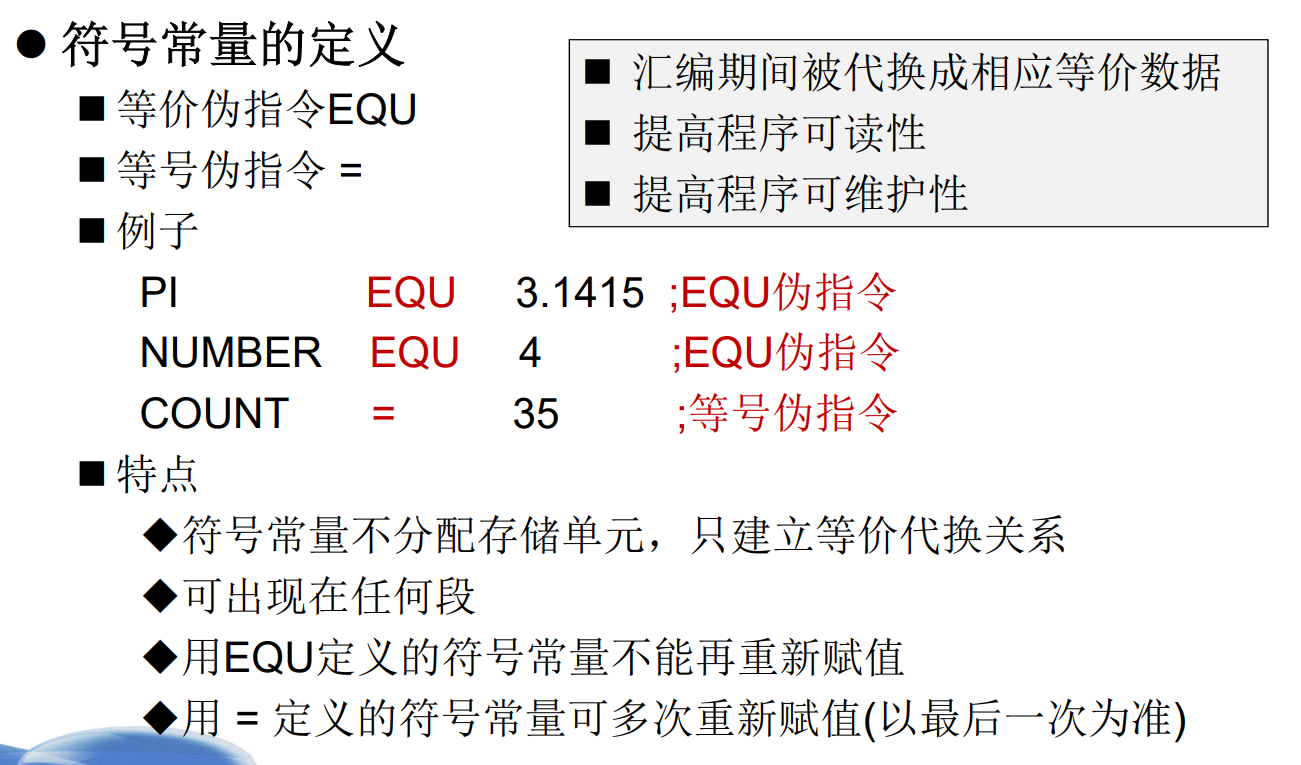 ● 符号常量的定义
■ 等价伪指令EQU
■ 等号伪指令 =
■ 例子
■ 汇编期间被代换成相应等价数据
■ 提高程序可读性
■ 提高程序可维护性
PI EQU 3.1415 ;EQU伪指令
NUMBER EQU 4 ;EQU伪指令
COUNT = 35 ;等号伪指令
■ 特点
◆符号常量不分配存储单元，只建立等价代换关系
◆可出现在任何段
◆用EQU定义的符号常量不能再重新赋值
◆用 = 定义的符号常量可多次重新赋值(以最后一次为准)